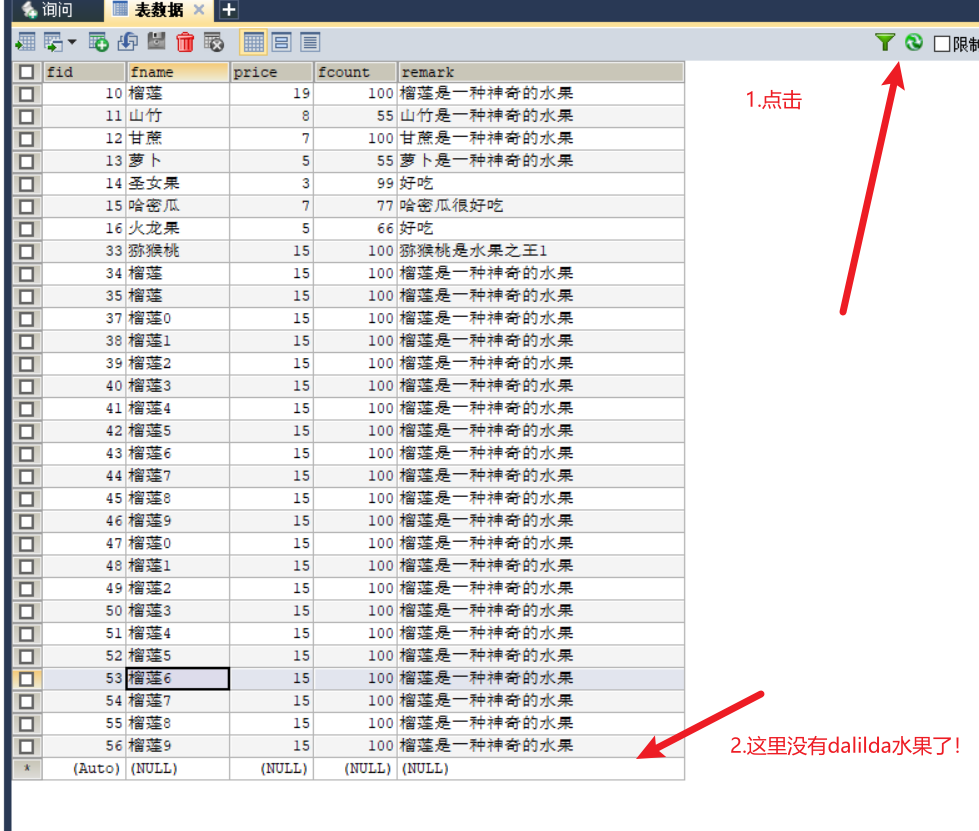 询问 表数据
限制
fid fname price fcount remark
10 榴莲 19 100 榴莲是一种神奇的水果
1.点击
11 山竹 8 55 山竹是一种神奇的水果
12 甘蔗 7 100 甘蔗是一种神奇的水果
13 萝卜 5 55 萝卜是一种神奇的水果
14 圣女果 3 99 好吃
15 哈密瓜 7 77 哈密瓜很好吃
16 火龙果 5 66 好吃
33 猕猴桃 15 100 猕猴桃是水果之王1
34 榴莲 15 100 榴莲是一种神奇的水果
35 榴莲 15 100 榴莲是一种神奇的水果
37 榴莲0 15 100 榴莲是一种神奇的水果
38 榴莲1 15 100 榴莲是一种神奇的水果
39 榴莲2 15 100 榴莲是一种神奇的水果
40 榴莲3 15 100 榴莲是一种神奇的水果
41 榴莲4 15 100 榴莲是一种神奇的水果
42 榴莲5 15 100 榴莲是一种神奇的水果
43 榴莲6 15 100 榴莲是一种神奇的水果
44 榴莲7 15 100 榴莲是一种神奇的水果
45 榴莲8 15 100 榴莲是一种神奇的水果
46 榴莲9 15 100 榴莲是一种神奇的水果
47 榴莲0 15 100 榴莲是一种神奇的水果
48 榴莲1 15 100 榴莲是一种神奇的水果
49 榴莲2 15 100 榴莲是一种神奇的水果
50 榴莲3 15 100 榴莲是一种神奇的水果
51 榴莲4 15 100 榴莲是一种神奇的水果
52 榴莲5 15 100 榴莲是一种神奇的水果
53 榴莲6 15 100 榴莲是一种神奇的水果
54 榴莲7 15 100 榴莲是一种神奇的水果
55 榴莲8 15 100 榴莲是一种神奇的水果
56 榴莲9 15 100 榴莲是一种神奇的水果
2.这里没有dalilda水果了!
* (Auto) (NULL) (NULL) (NULL) (NULL)